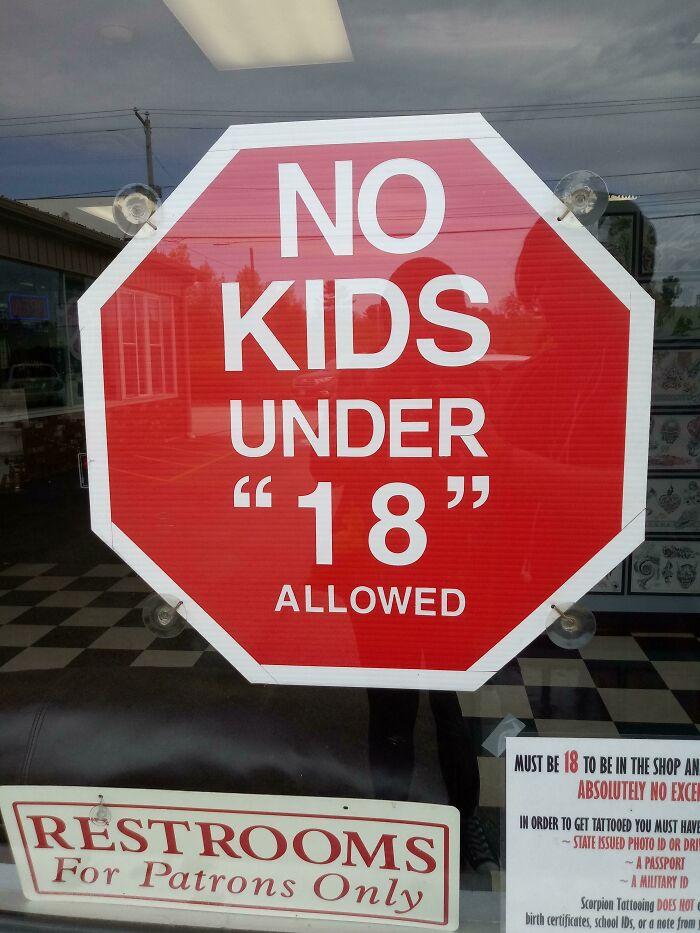 NO
KIDS
UNDER
“18”
ALLOWED
RESTROOMS
For Patrons Only
MUST BE 18 TO BE IN THE SHOP AN
ABSOLUTELY NO EXCE
IN ORDER TO GET TATTOOED YOU MUST HAVE
~ STATE ISSUED PHOTO ID OR DRI
~ A PASSPORT
~ A MILITARY ID
Scorpion Tattooing DOES NOT
birth certificates, school IDs, or a note from